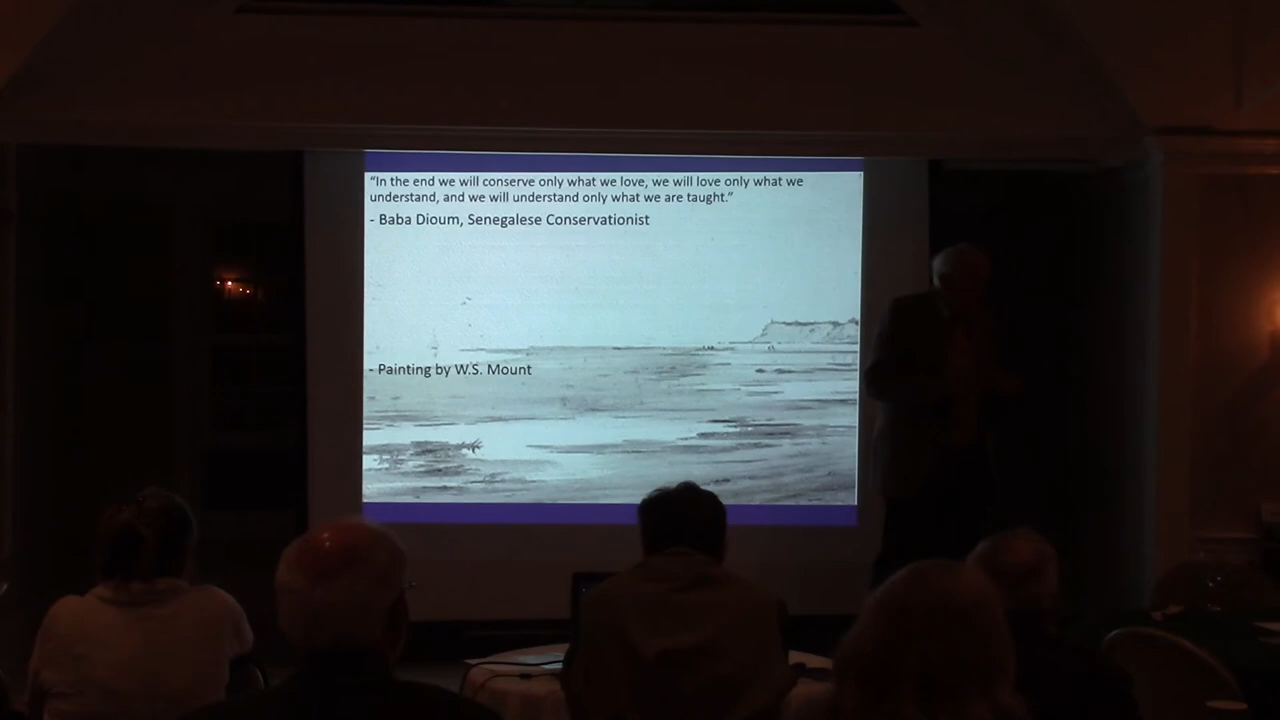 “In the end we will conserve only what we love, we will love only what we
understand, and we will understand only what we are taught.”
- Baba Dioum, Senegalese Conservationist
- Painting by W.S. Mount